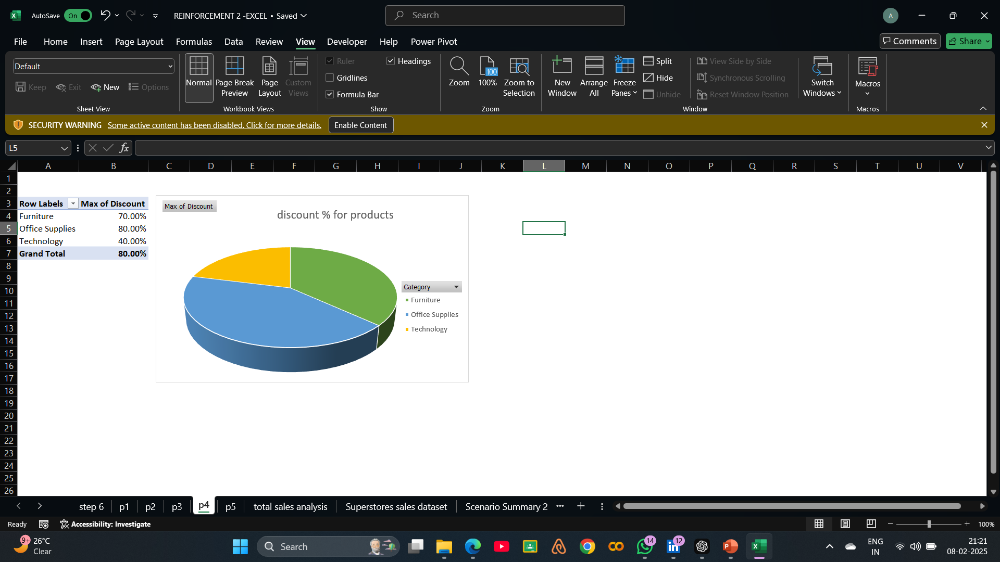 AutoSave On REINFORCEMENT 2 -EXCEL • Saved Search A
File Home Insert Page Layout Formulas Data Review View Developer Help Power Pivot Comments Share
Default
Keep Exit New Options
Sheet View
Normal Page Break Preview Page Layout Custom Views
Workbook Views
Ruler Headings
Gridlines
Formula Bar
Show
Zoom 100 100% Zoom to Selection
Zoom
New Window Arrange All Freeze Panes
Split
Hide
Unhide
View Side by Side
Synchronous Scrolling
Reset Window Position
Switch Windows
Window
Macros
Macros
SECURITY WARNING Some active content has been disabled. Click for more details. Enable Content
L5 fx
A B C D E F G H I J K L M N O P Q R S T U V
1
2
3 Row Labels Max of Discount
4 Furniture 70.00%
5 Office Supplies 80.00%
6 Technology 40.00%
7 Grand Total 80.00%
8
9
10
11
12
13
14
15
16
17
18
19
20
21
22
23
24
25
26
Max of Discount
discount % for products
Category
Furniture
Office Supplies
Technology
step 6 p1 p2 p3 p4 p5 total sales analysis Superstores sales dataset Scenario Summary 2
Ready Accessibility: Investigate 100%
9+ 26°C
Clear
Search
14 12
ENG
IN
21:21
08-02-2025